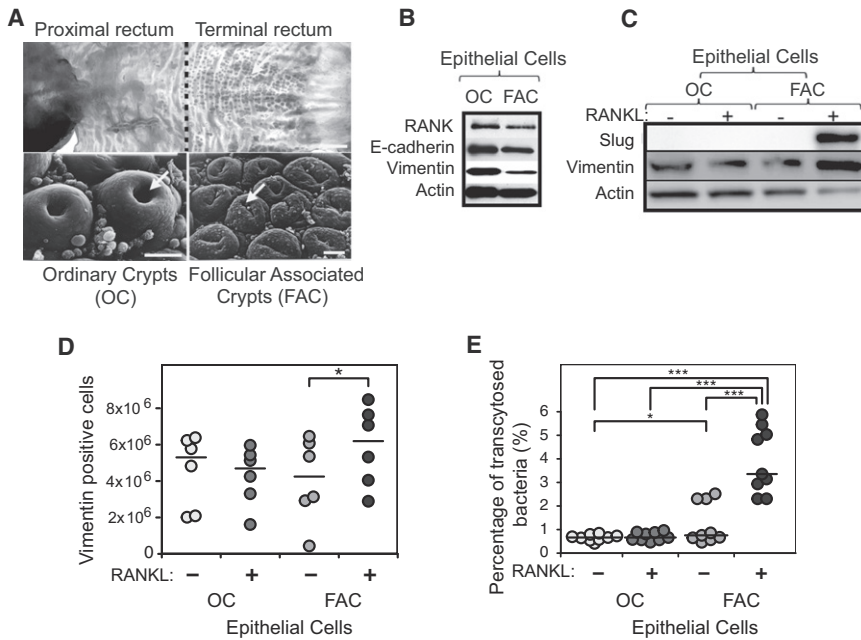 A
Proximal rectum Terminal rectum
Ordinary Crypts (OC)
Follicular Associated Crypts (FAC)
B
Epithelial Cells
OC FAC
RANK
E-cadherin
Vimentin
Actin
C
Epithelial Cells
OC FAC
RANKL: - + - +
Slug
Vimentin
Actin
D
Vimentin positive cells
8x10⁶
6x10⁶
4x10⁶
2x10⁶
0
*
RANKL: − + − +
OC FAC
Epithelial Cells
E
Percentage of transcytosed
bacteria (%)
6
5
4
3
2
1
0
***
***
***
*
RANKL: − + − +
OC FAC
Epithelial Cells